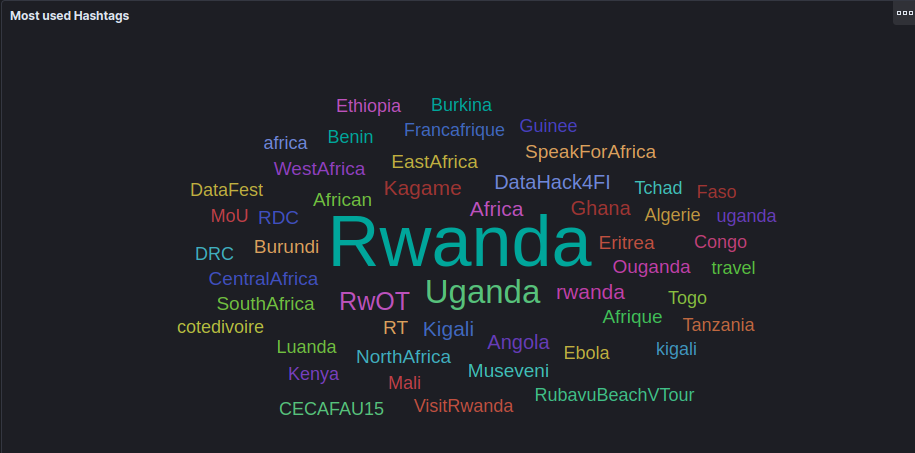 Most used Hashtags
Ethiopia Burkina
africa Benin Francafrique Guinee
WestAfrica EastAfrica SpeakForAfrica
DataFest African Kagame DataHack4FI Tchad Faso
MoU RDC Africa Ghana Algerie uganda
DRC Burundi Rwanda Eritrea Congo
CentralAfrica Ouganda travel
SouthAfrica RwOT Uganda rwanda Togo
cotedivoire RT Kigali Afrique Tanzania
Luanda NorthAfrica Angola Ebola kigali
Kenya Mali Museveni
CECAFAU15 VisitRwanda RubavuBeachVTour